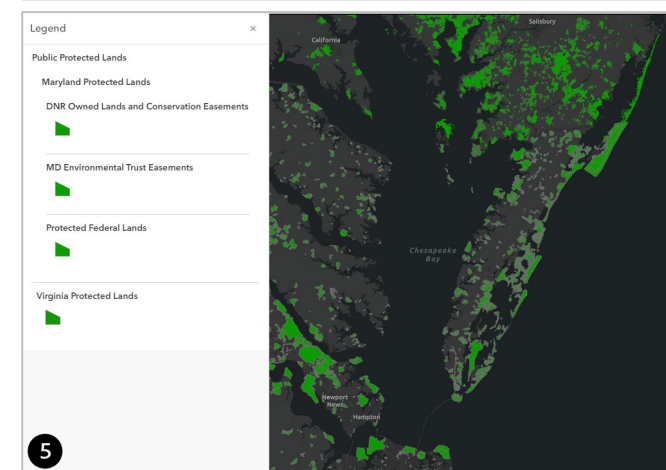 Legend
×
Public Protected Lands
Maryland Protected Lands
DNR Owned Lands and Conservation Easements
MD Environmental Trust Easements
Protected Federal Lands
Virginia Protected Lands
5
California
Salisbury
Chesapeake
Bay
Newport
News
Hampton